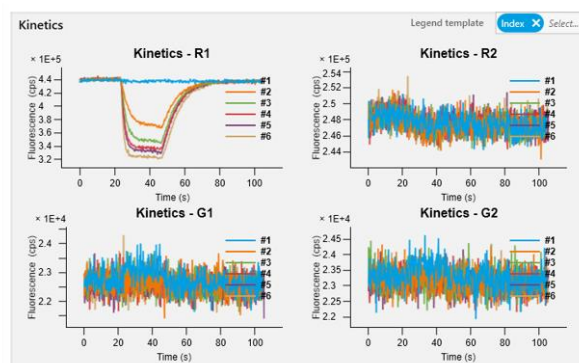 Kinetics
Legend template
Index ✕ Select...
Kinetics - R1
× 1E+5
Fluorescence (cps)
4.4
4.2
4.0
3.8
3.6
3.4
3.2
0 20 40 60 80 100
Time (s)
#1
#2
#3
#4
#5
#6
Kinetics - R2
× 1E+5
Fluorescence (cps)
2.54
2.52
2.5
2.48
2.46
2.44
0 20 40 60 80 100
Time (s)
#1
#2
#3
#4
#5
#6
Kinetics - G1
× 1E+4
Fluorescence (cps)
2.4
2.3
2.2
0 20 40 60 80 100
Time (s)
#1
#2
#3
#4
#5
#6
Kinetics - G2
× 1E+4
Fluorescence (cps)
2.45
2.4
2.35
2.3
2.25
2.2
0 20 40 60 80 100
Time (s)
#1
#2
#3
#4
#5
#6